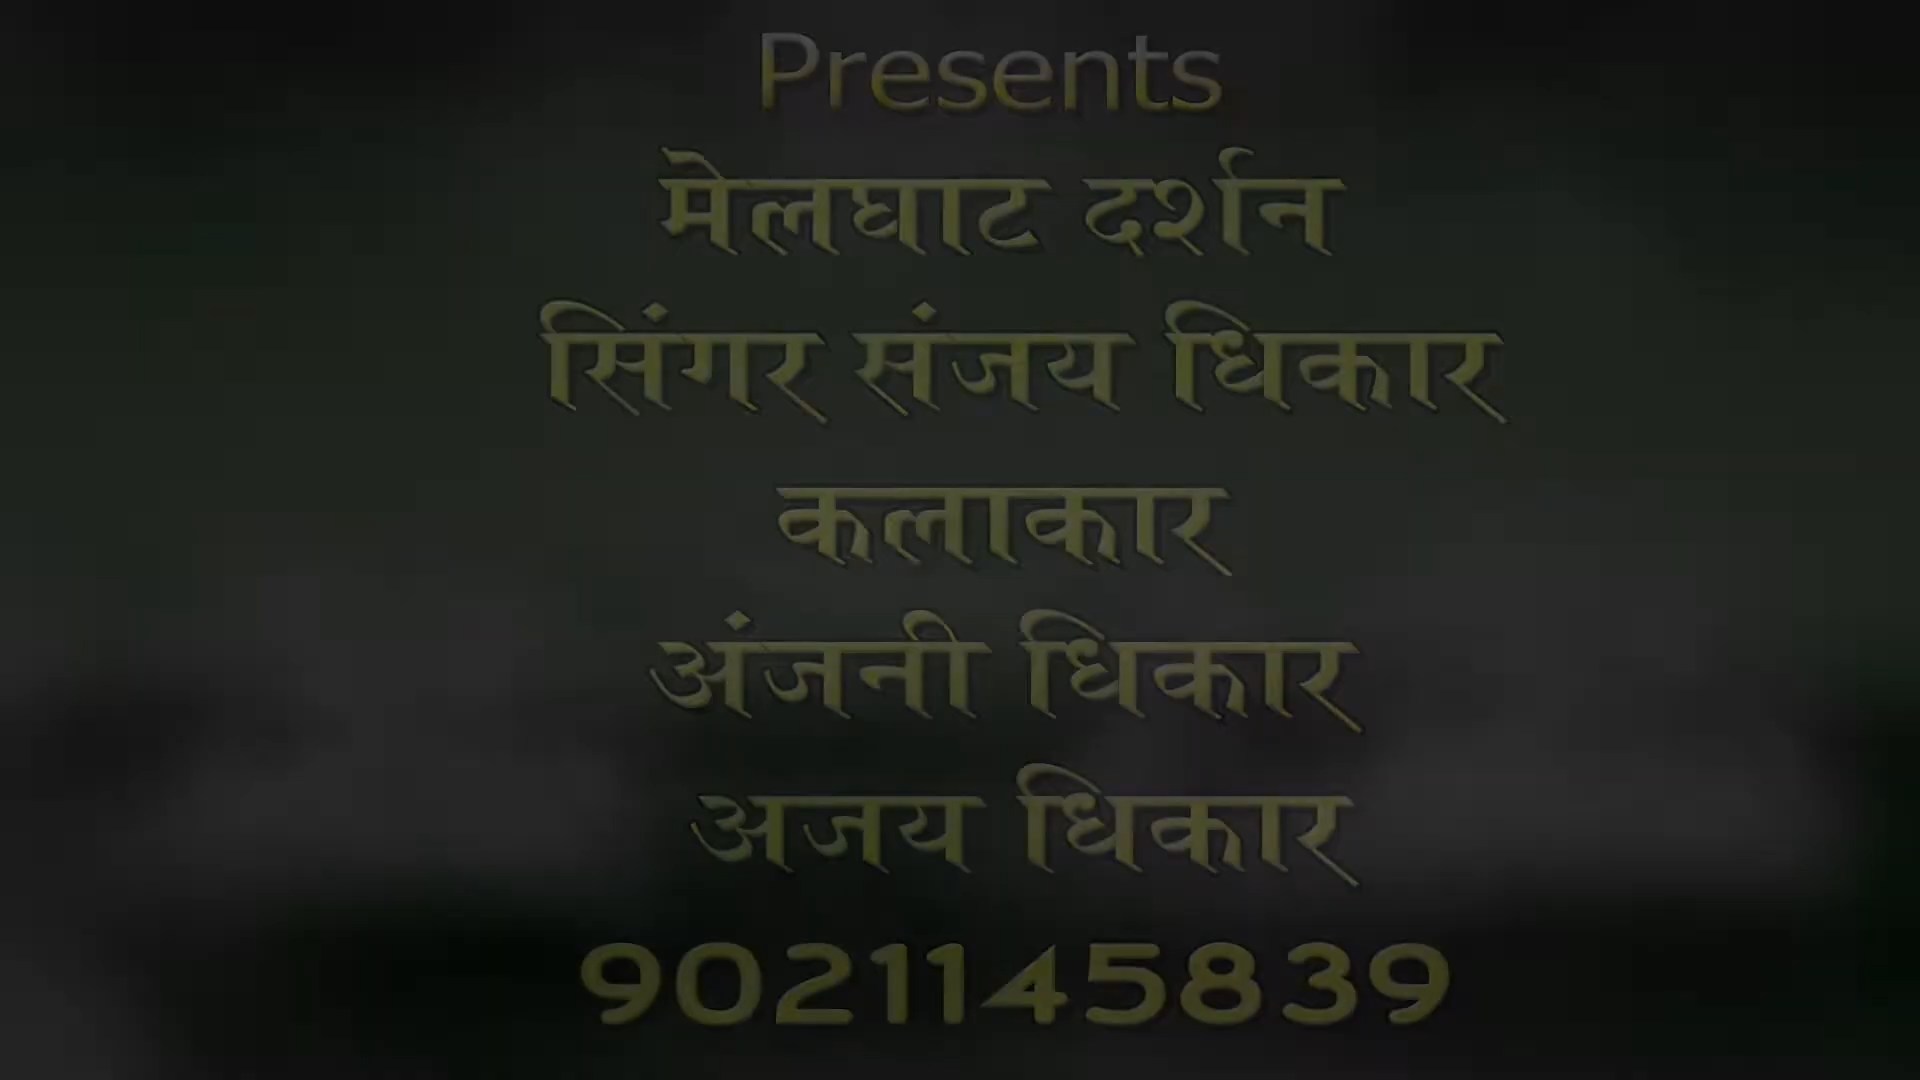 Presents
मेलघाट दर्शन
सिंगर संजय धिकार
कलाकार
अंजनी धिकार
अजय धिकार
9021145839